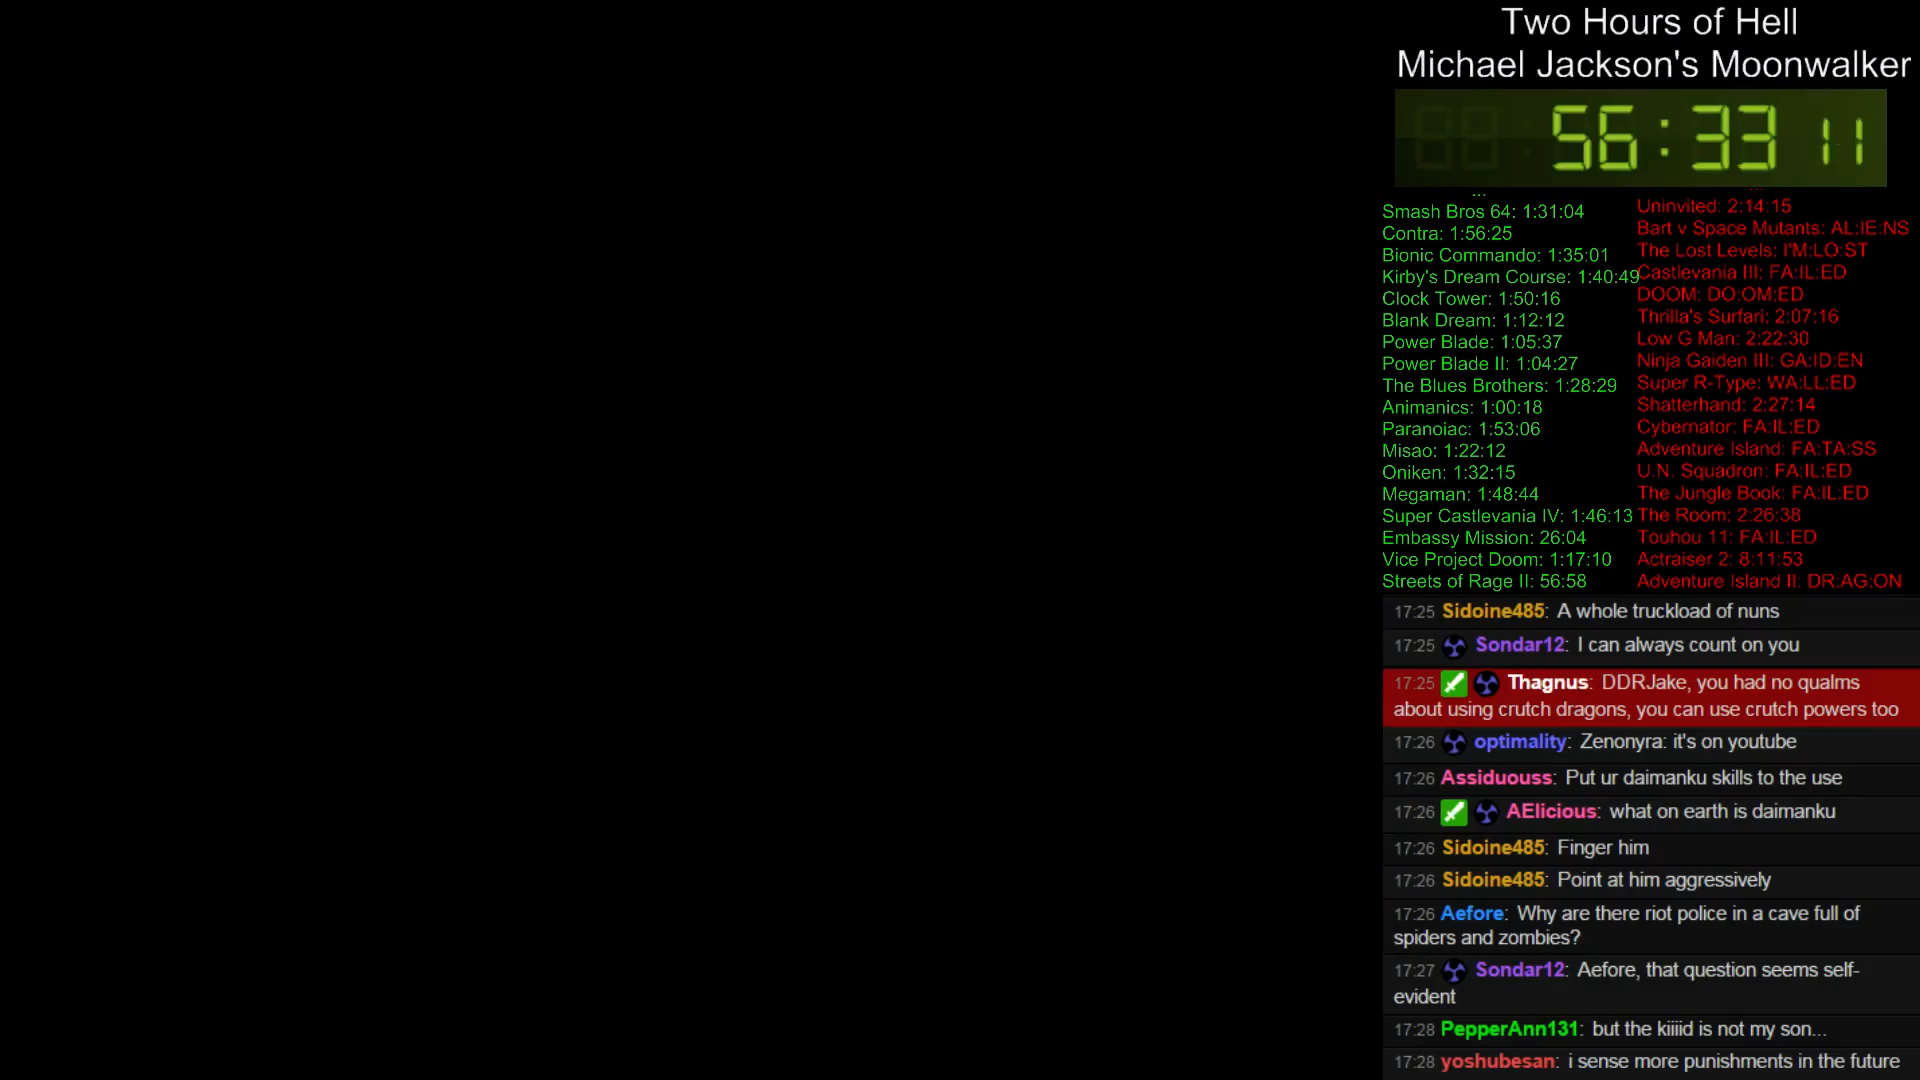 Two Hours of Hell
Michael Jackson's Moonwalker
56:33 11
...
Smash Bros 64: 1:31:04
Contra: 1:56:25
Bionic Commando: 1:35:01
Kirby's Dream Course: 1:40:49
Clock Tower: 1:50:16
Blank Dream: 1:12:12
Power Blade: 1:05:37
Power Blade II: 1:04:27
The Blues Brothers: 1:28:29
Animanics: 1:00:18
Paranoiac: 1:53:06
Misao: 1:22:12
Oniken: 1:32:15
Megaman: 1:48:44
Super Castlevania IV: 1:46:13
Embassy Mission: 26:04
Vice Project Doom: 1:17:10
Streets of Rage II: 56:58
...
Uninvited: 2:14:15
Bart v Space Mutants: AL:IE:NS
The Lost Levels: I'M:LO:ST
Castlevania III: FA:IL:ED
DOOM: DO:OM:ED
Thrilla's Surfari: 2:07:16
Low G Man: 2:22:30
Ninja Gaiden III: GA:ID:EN
Super R-Type: WA:LL:ED
Shatterhand: 2:27:14
Cybernator: FA:IL:ED
Adventure Island: FA:TA:SS
U.N. Squadron: FA:IL:ED
The Jungle Book: FA:IL:ED
The Room: 2:26:38
Touhou 11: FA:IL:ED
Actraiser 2: 8:11:53
Adventure Island II: DR:AG:ON
17:25 Sidoine485: A whole truckload of nuns
17:25 Sondar12: I can always count on you
17:25 Thagnus: DDRJake, you had no qualms
about using crutch dragons, you can use crutch powers too
17:26 optimality: Zenonyra: it's on youtube
17:26 Assiduouss: Put ur daimanku skills to the use
17:26 AElicious: what on earth is daimanku
17:26 Sidoine485: Finger him
17:26 Sidoine485: Point at him aggressively
17:26 Aefore: Why are there riot police in a cave full of
spiders and zombies?
17:27 Sondar12: Aefore, that question seems self-
evident
17:28 PepperAnn131: but the kiiiid is not my son...
17:28 yoshubesan: i sense more punishments in the future